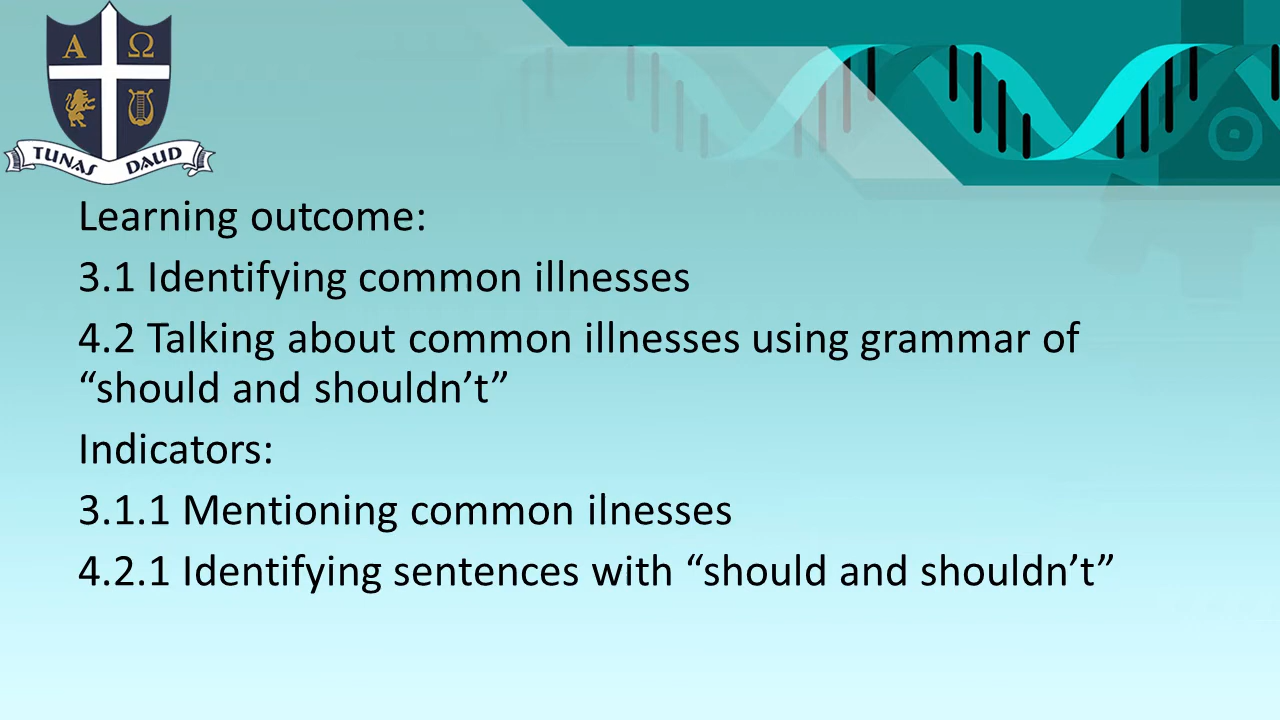 Α Ω
TUNAS DAUD
Learning outcome:
3.1 Identifying common illnesses
4.2 Talking about common illnesses using grammar of
“should and shouldn’t”
Indicators:
3.1.1 Mentioning common ilnesses
4.2.1 Identifying sentences with “should and shouldn’t”